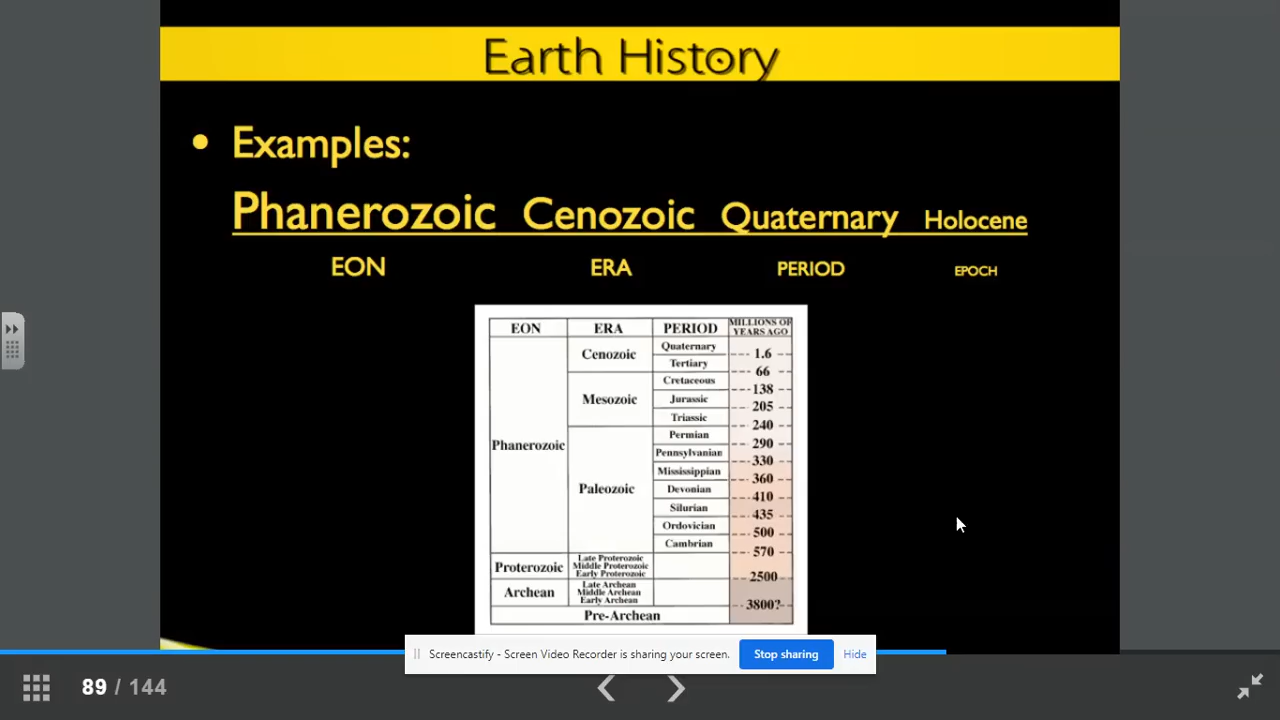 Earth History
• Examples:
Phanerozoic Cenozoic Quaternary Holocene
EON ERA PERIOD EPOCH
EON ERA PERIOD MILLIONS OF YEARS AGO
Quaternary
Cenozoic
1.6
Tertiary
66
Cretaceous
138
Mesozoic
Jurassic
205
Triassic
240
Permian
Phanerozoic
290
Pennsylvanian
330
Mississippian
360
Paleozoic
Devonian
410
Silurian
435
Ordovician
500
Cambrian
570
Late Proterozoic
Proterozoic
Middle Proterozoic
Early Proterozoic
2500
Late Archean
Archean
Middle Archean
Early Archean
3800?
Pre-Archean
Screencastify - Screen Video Recorder is sharing your screen. Stop sharing Hide
89 / 144